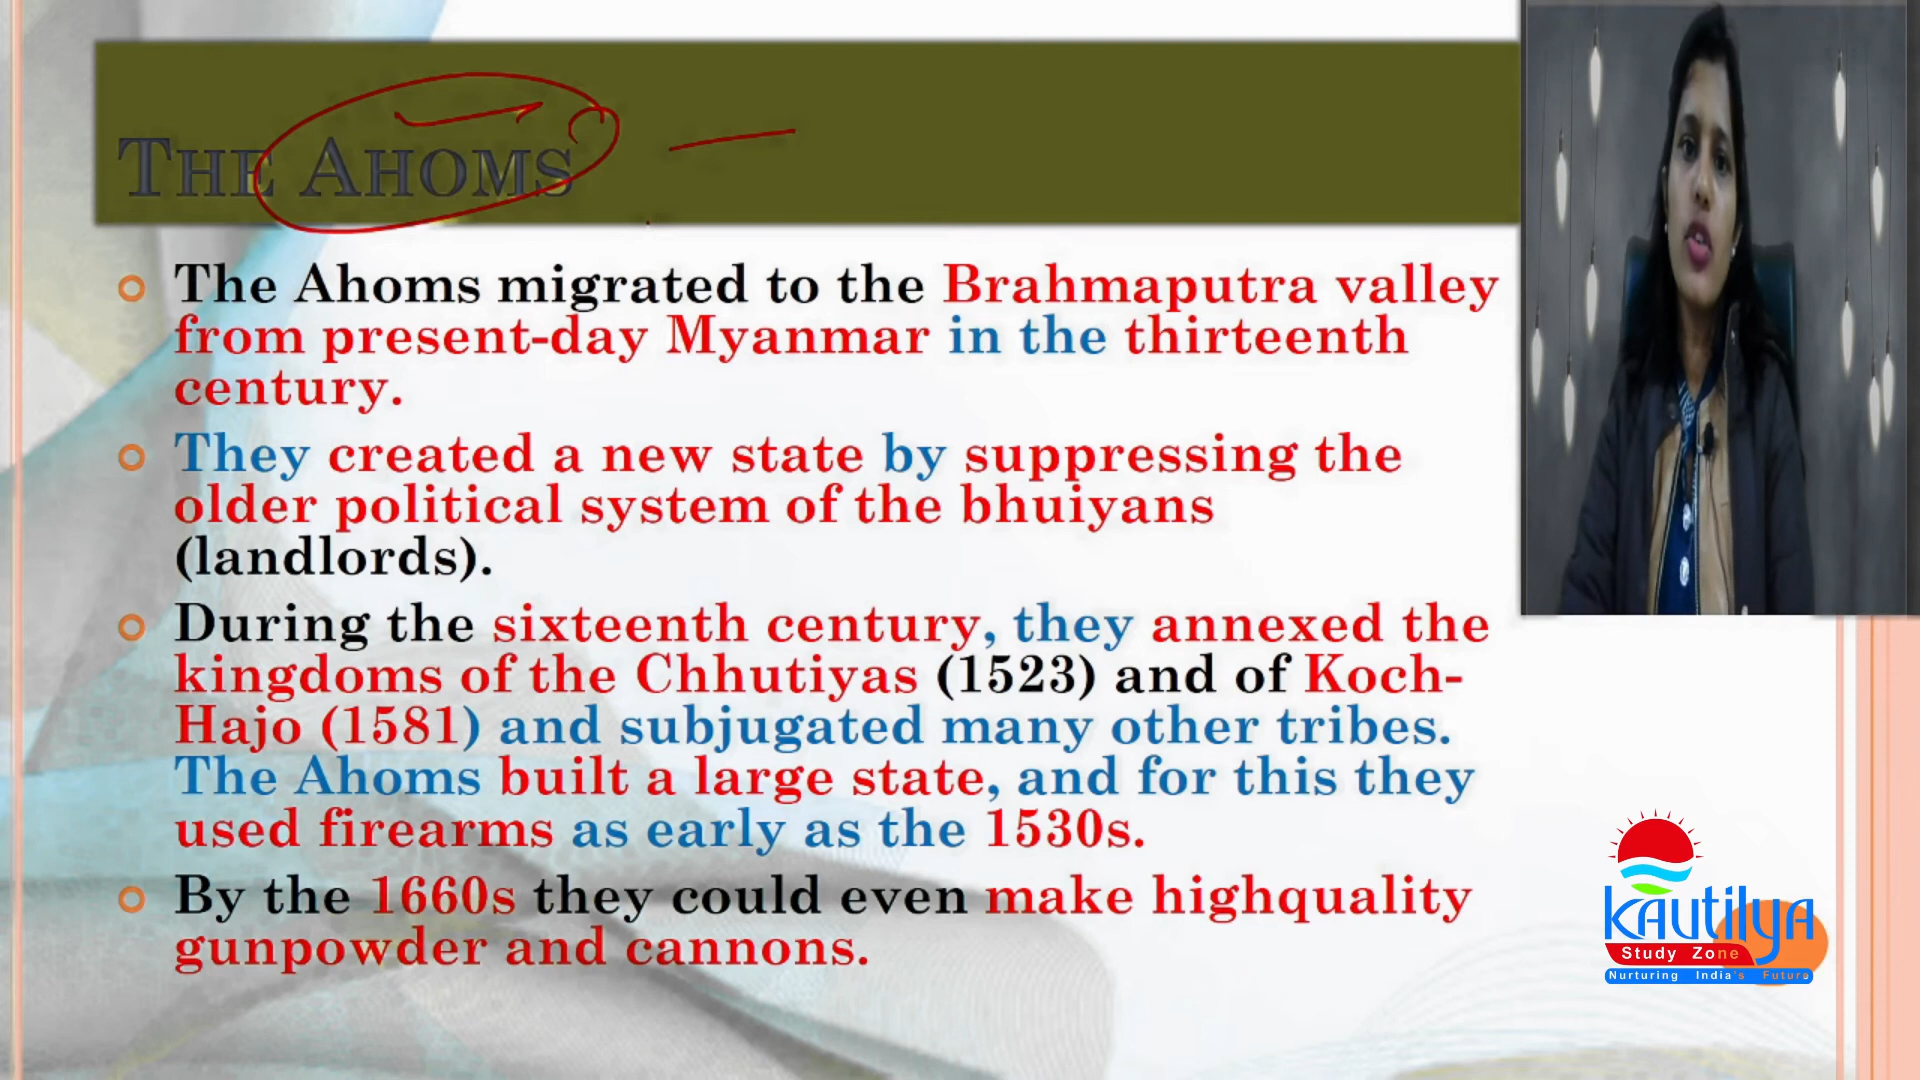 THE AHOMS
The Ahoms migrated to the Brahmaputra valley
from present-day Myanmar in the thirteenth
century.
They created a new state by suppressing the
older political system of the bhuiyans
(landlords).
During the sixteenth century, they annexed the
kingdoms of the Chhutiyas (1523) and of Koch-
Hajo (1581) and subjugated many other tribes.
The Ahoms built a large state, and for this they
used firearms as early as the 1530s.
By the 1660s they could even make highquality
gunpowder and cannons.
kautilya
Study Zone
Nurturing India's Future